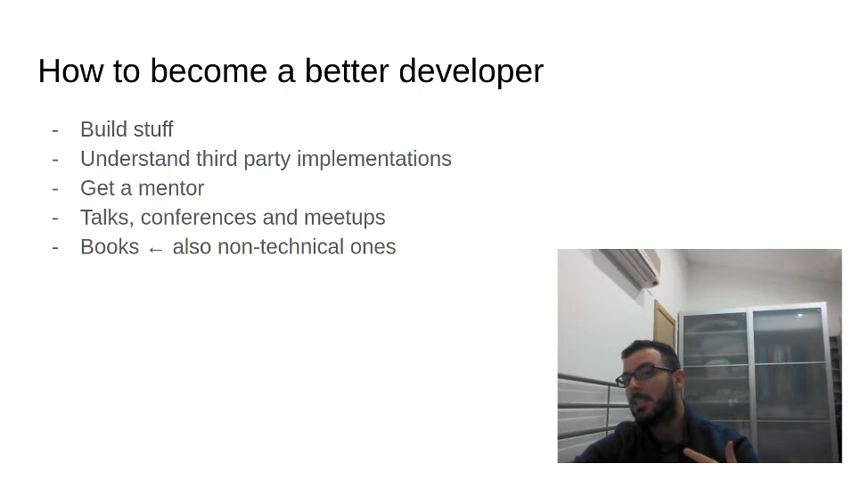 How to become a better developer
- Build stuff
- Understand third party implementations
- Get a mentor
- Talks, conferences and meetups
- Books ← also non-technical ones